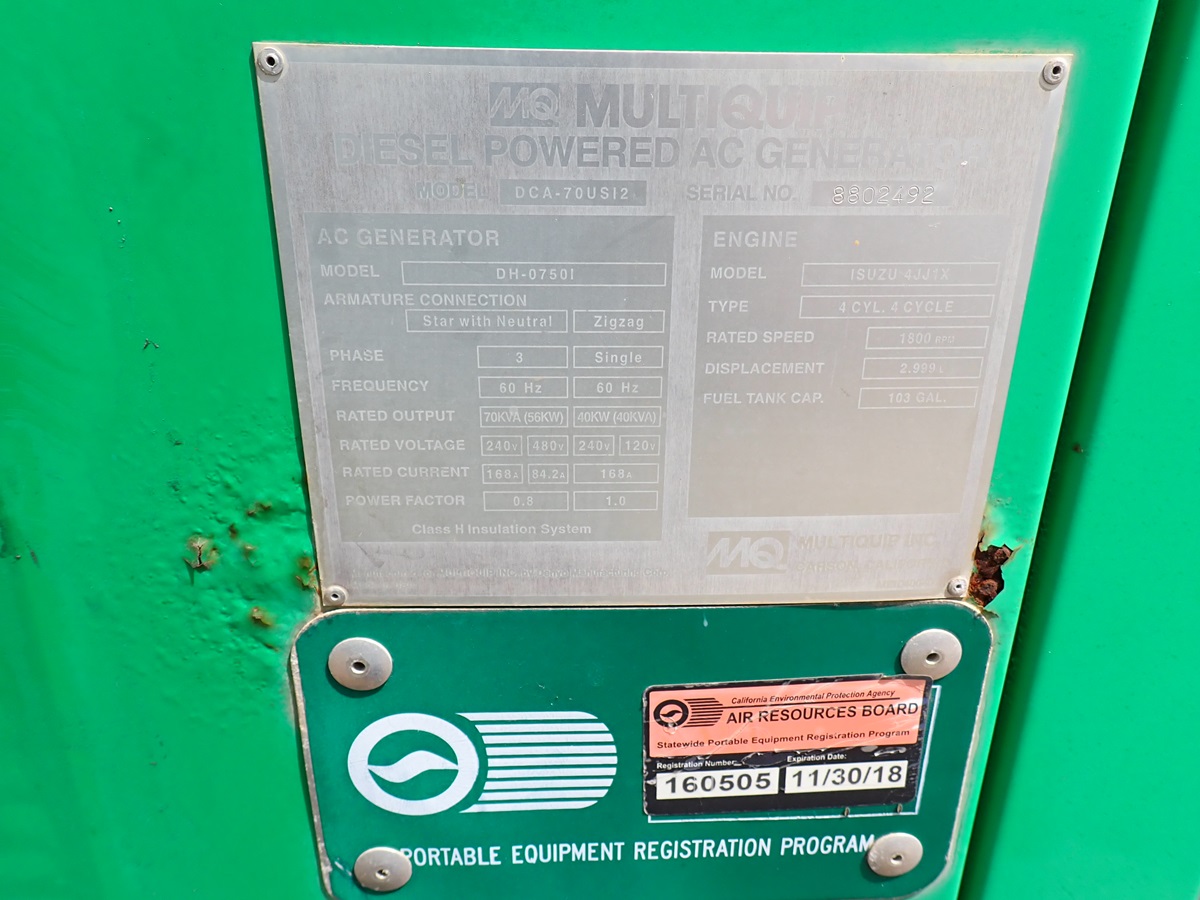 MQ MULTIQUIP
DIESEL POWERED AC GENERATOR
MODEL DCA-70USI2 SERIAL NO. 8802492
AC GENERATOR
MODEL DH-0750I
ARMATURE CONNECTION
Star with Neutral Zigzag
PHASE 3 Single
FREQUENCY 60 Hz 60 Hz
RATED OUTPUT 70KVA (56KW) 40KW (40KVA)
RATED VOLTAGE 240V 480V 240V 120V
RATED CURRENT 168A 84.2A 168A
POWER FACTOR 0.8 1.0
Class H Insulation System
ENGINE
MODEL ISUZU 4JJ1X
TYPE 4 CYL. 4 CYCLE
RATED SPEED 1800 RPM
DISPLACEMENT 2.999 L
FUEL TANK CAP. 103 GAL.
MQ MULTIQUIP INC.
California Environmental Protection Agency
AIR RESOURCES BOARD
Statewide Portable Equipment Registration Program
Registration Number: Expiration Date:
160505 11/30/18
PORTABLE EQUIPMENT REGISTRATION PROGRAM